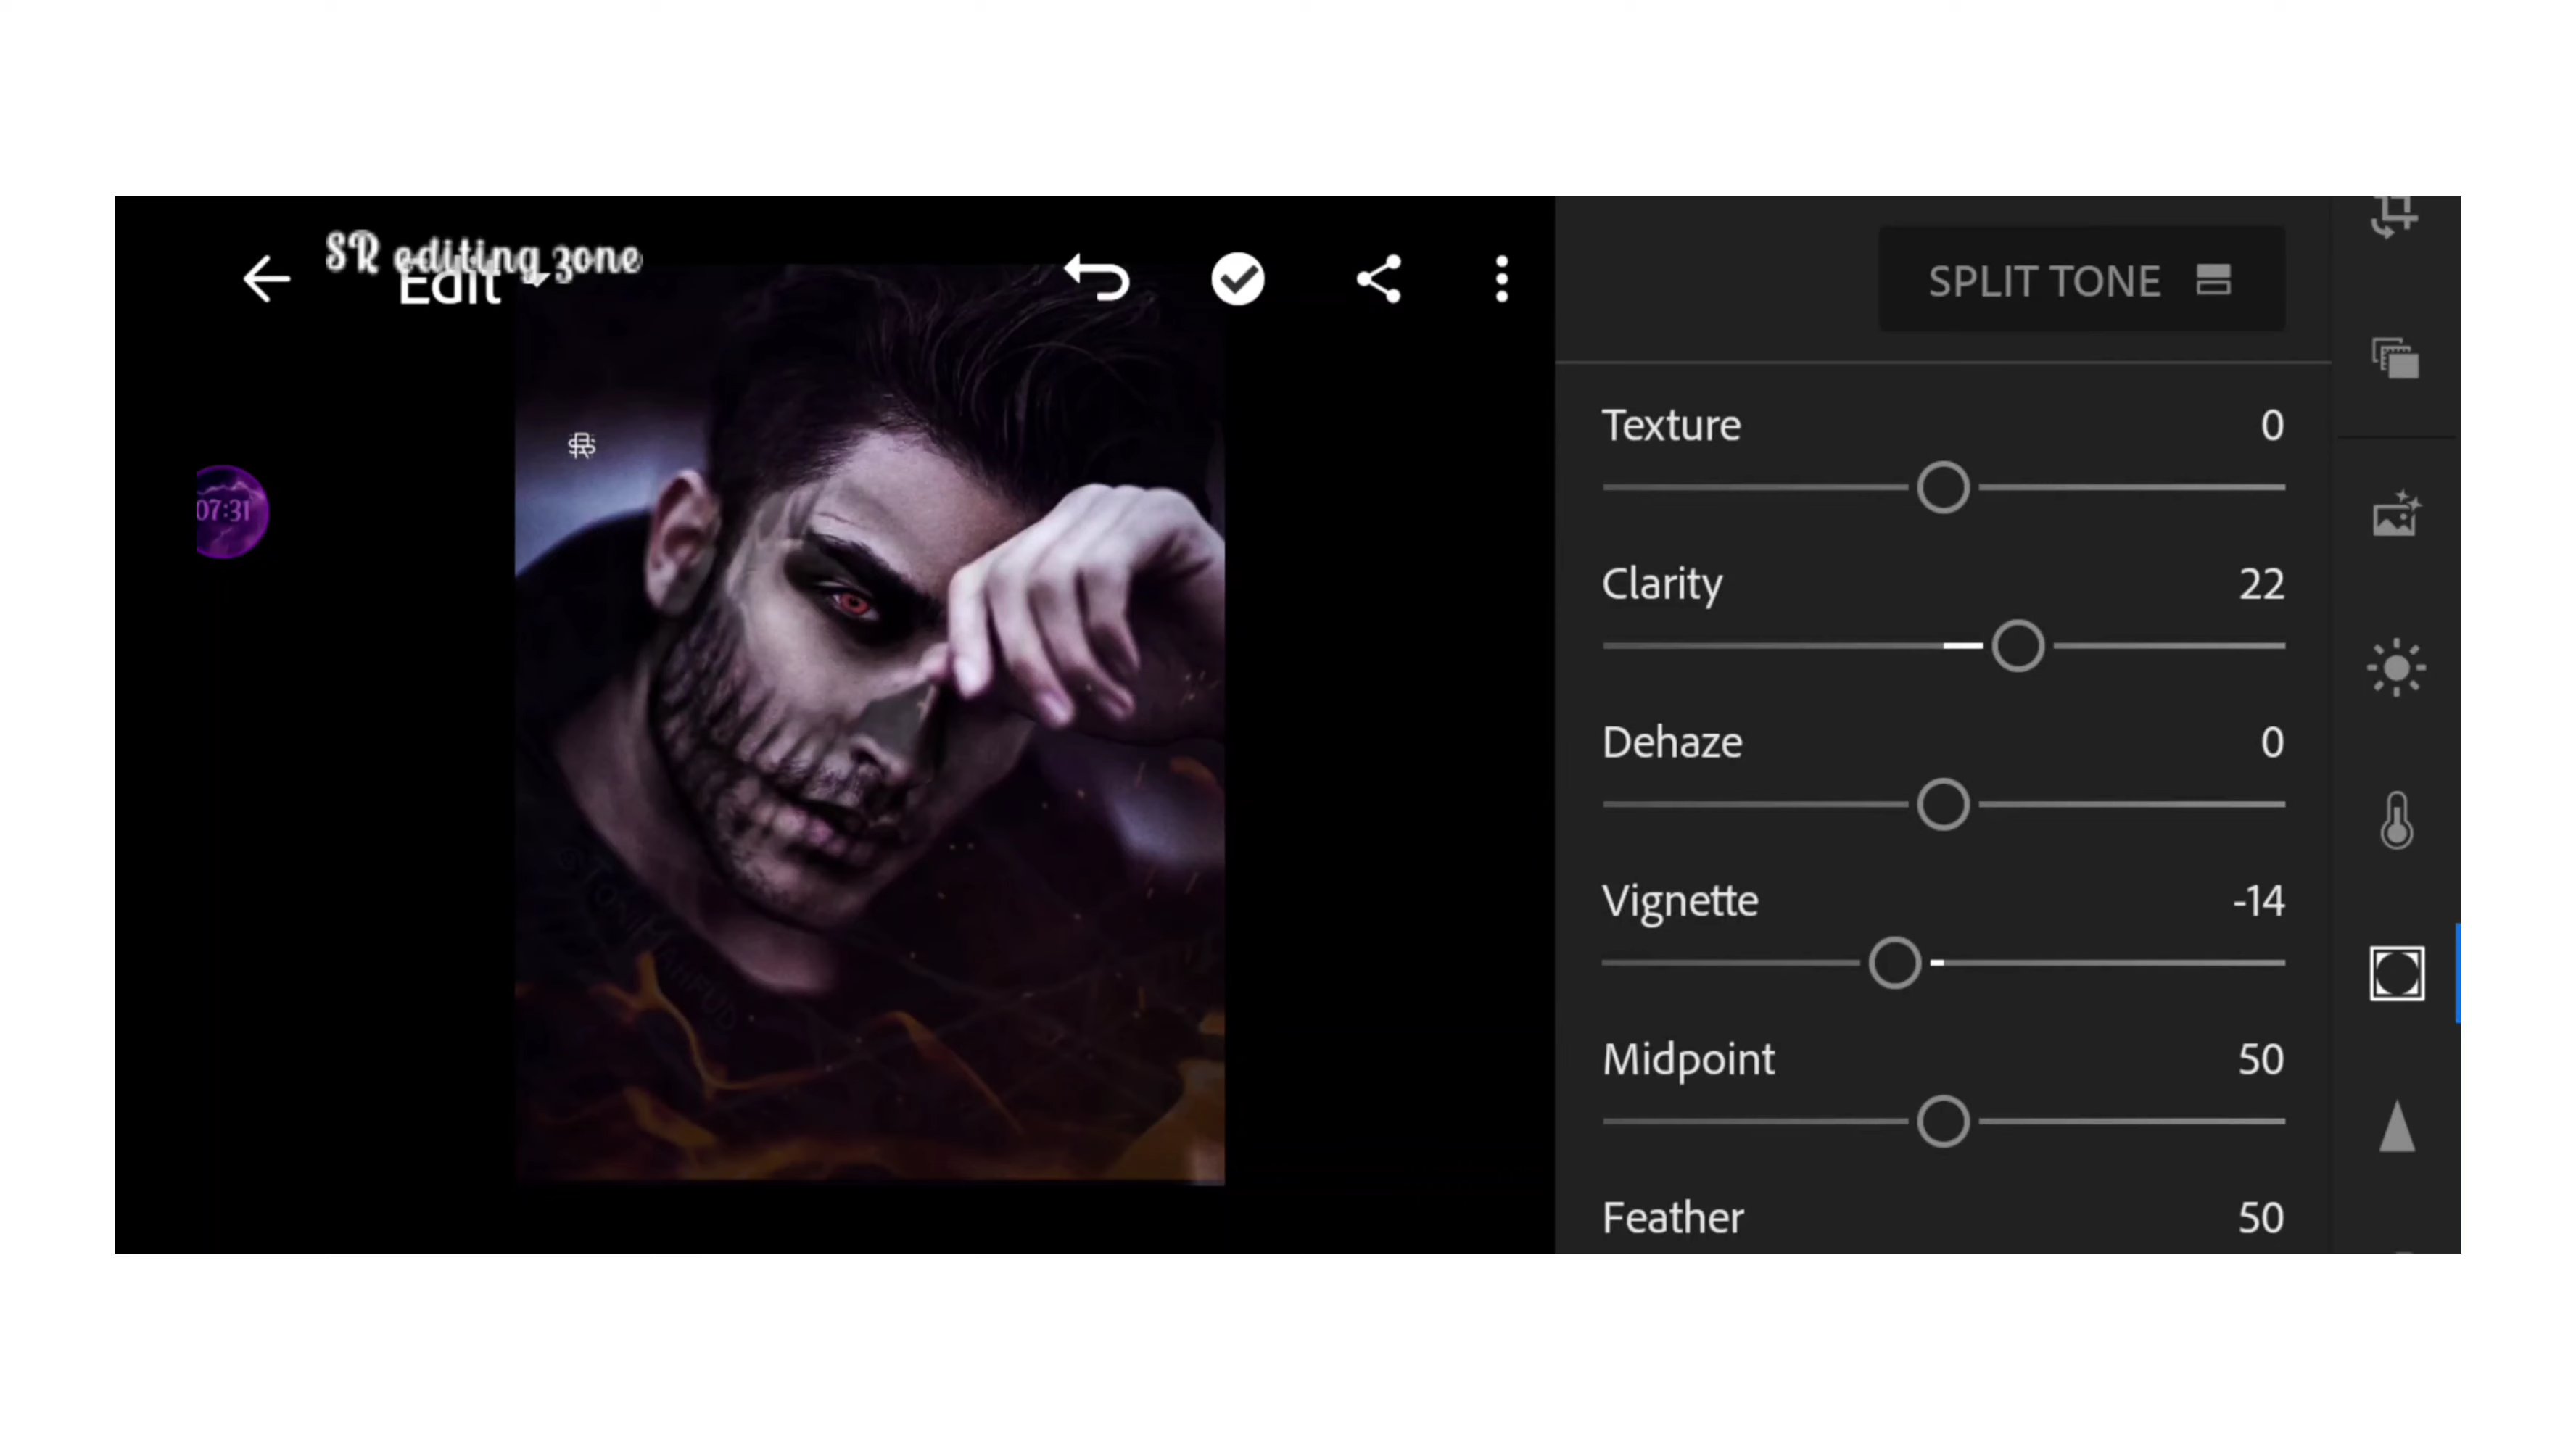 SR editing zone
Edit
SPLIT TONE
07:31
Texture 0
Clarity 22
Dehaze 0
Vignette -14
©TONIMAHFUD
Midpoint 50
Feather 50